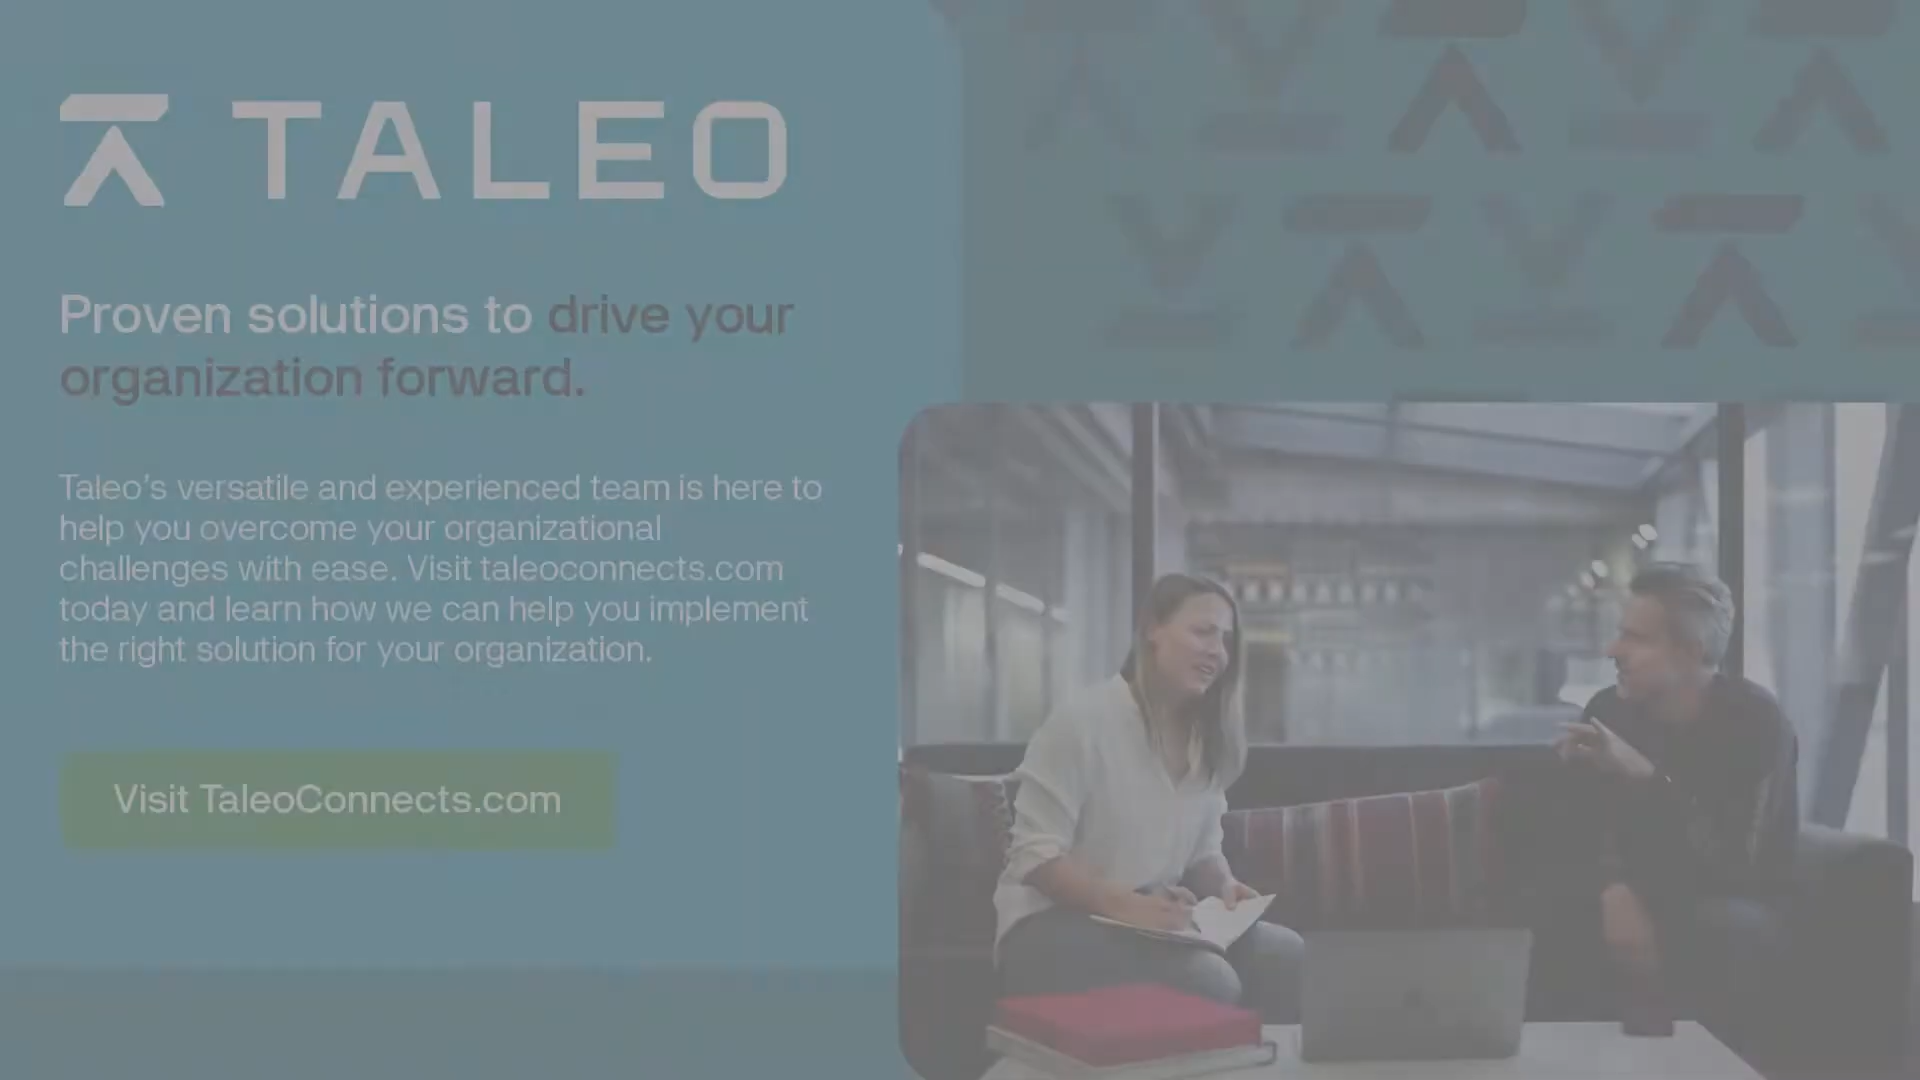 TALEO
Proven solutions to drive your
organization forward.
Taleo’s versatile and experienced team is here to
help you overcome your organizational
challenges with ease. Visit taleoconnects.com
today and learn how we can help you implement
the right solution for your organization.
Visit TaleoConnects.com